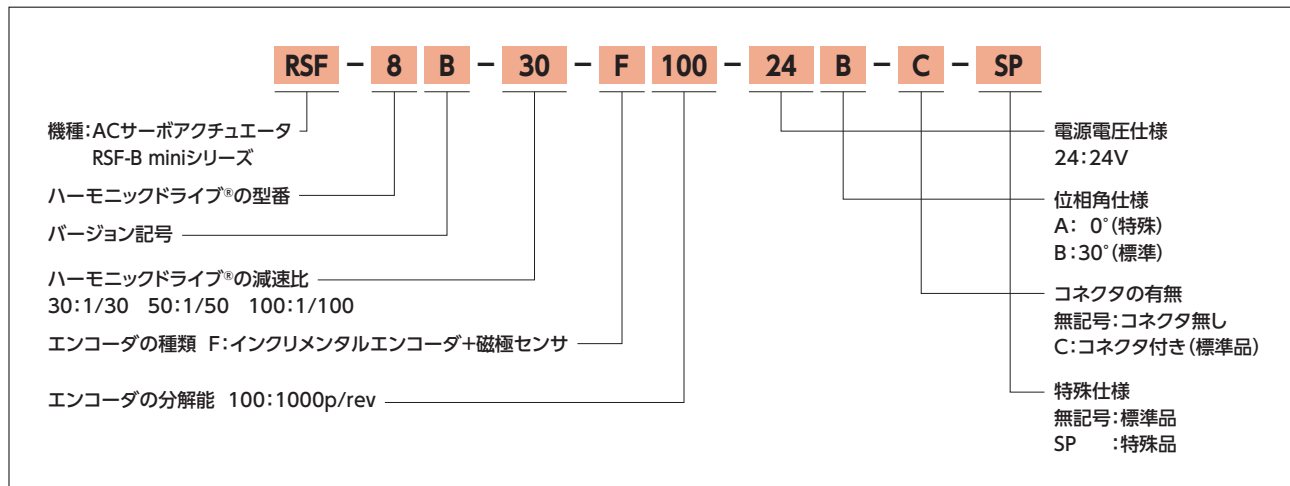 RSF - 8 B - 30 - F 100 - 24 B - C - SP
機種:ACサーボアクチュエータ
RSF-B miniシリーズ
ハーモニックドライブ®の型番
バージョン記号
ハーモニックドライブ®の減速比
30:1/30 50:1/50 100:1/100
エンコーダの種類 F:インクリメンタルエンコーダ+磁極センサ
エンコーダの分解能 100:1000p/rev
電源電圧仕様
24:24V
位相角仕様
A: 0°(特殊)
B:30°(標準)
コネクタの有無
無記号:コネクタ無し
C:コネクタ付き(標準品)
特殊仕様
無記号:標準品
SP :特殊品